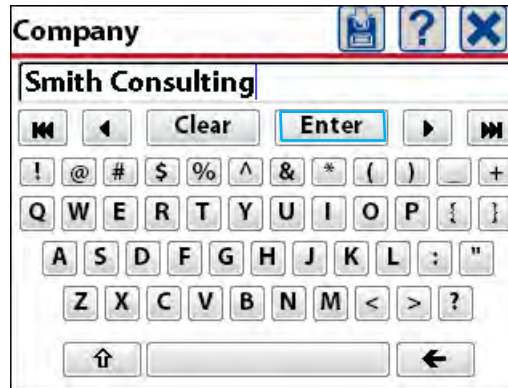 Company ?
Smith Consulting
Clear Enter
! @ # $ % ^ & * ( ) _ +
Q W E R T Y U I O P { }
A S D F G H J K L : "
Z X C V B N M < > ?